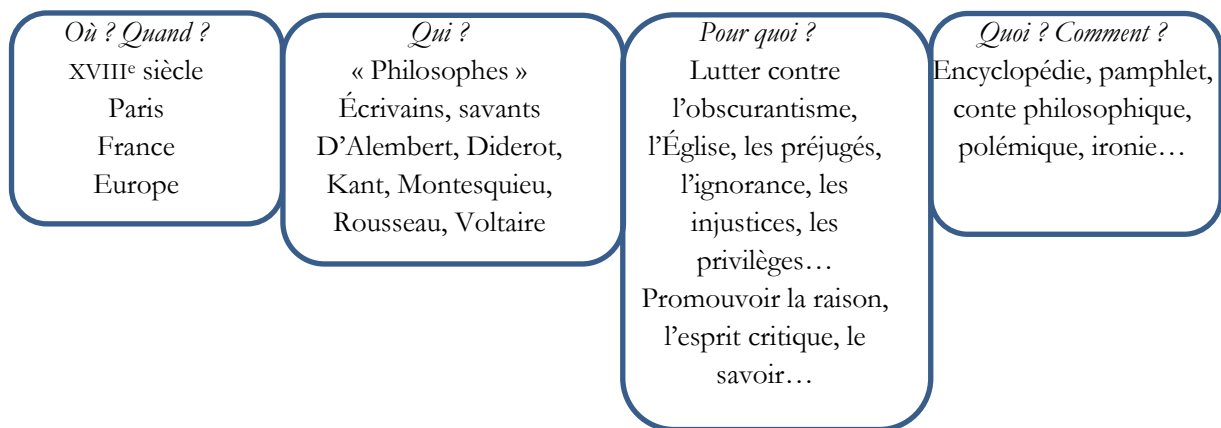 Où ? Quand ?
XVIIIe siècle
Paris
France
Europe
Qui ?
« Philosophes »
Écrivains, savants
D’Alembert, Diderot,
Kant, Montesquieu,
Rousseau, Voltaire
Pour quoi ?
Lutter contre
l’obscurantisme,
l’Église, les préjugés,
l’ignorance, les
injustices, les
privilèges…
Promouvoir la raison,
l’esprit critique, le
savoir…
Quoi ? Comment ?
Encyclopédie, pamphlet,
conte philosophique,
polémique, ironie…